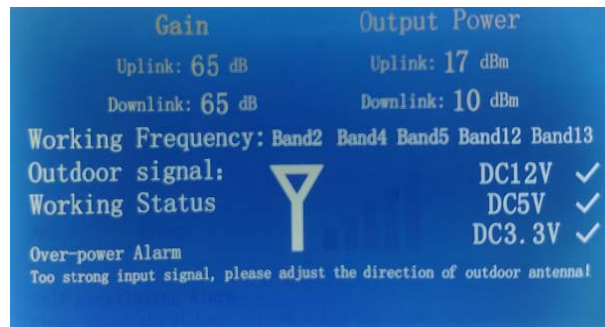 Gain Output Power
Uplink: 65 dB Uplink: 17 dBm
Downlink: 65 dB Downlink: 10 dBm
Working Frequency: Band2 Band4 Band5 Band12 Band13
Outdoor signal: DC12V ✓
Working Status DC5V ✓
DC3.3V ✓
Over-power Alarm
Too strong input signal, please adjust the direction of outdoor antenna!